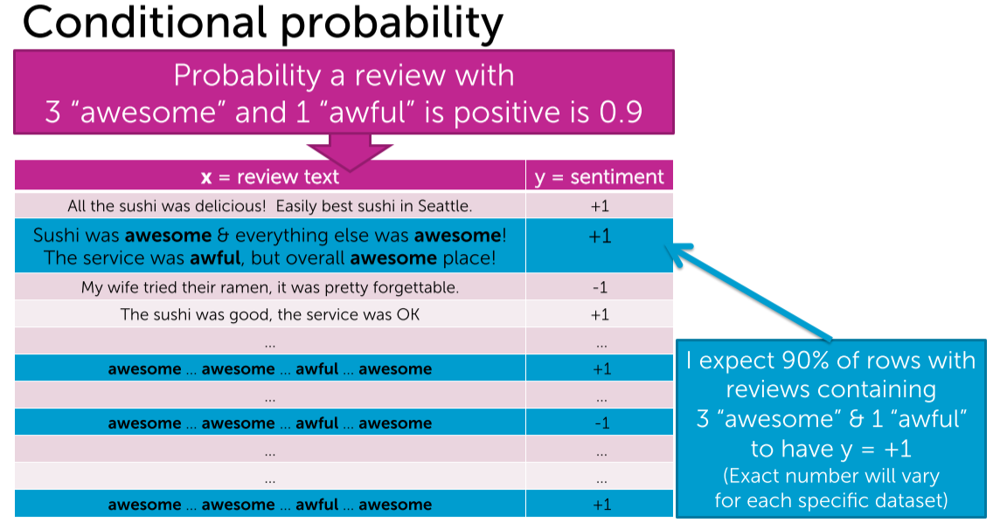 Conditional probability
Probability a review with
3 “awesome” and 1 “awful” is positive is 0.9
x = review text y = sentiment
All the sushi was delicious! Easily best sushi in Seattle. +1
Sushi was awesome & everything else was awesome! +1
The service was awful, but overall awesome place!
My wife tried their ramen, it was pretty forgettable. -1
The sushi was good, the service was OK +1
... ...
awesome ... awesome ... awful ... awesome +1
... ...
awesome ... awesome ... awful ... awesome -1
... ...
... ...
awesome ... awesome ... awful ... awesome +1
I expect 90% of rows with
reviews containing
3 “awesome” & 1 “awful”
to have y = +1
(Exact number will vary
for each specific dataset)